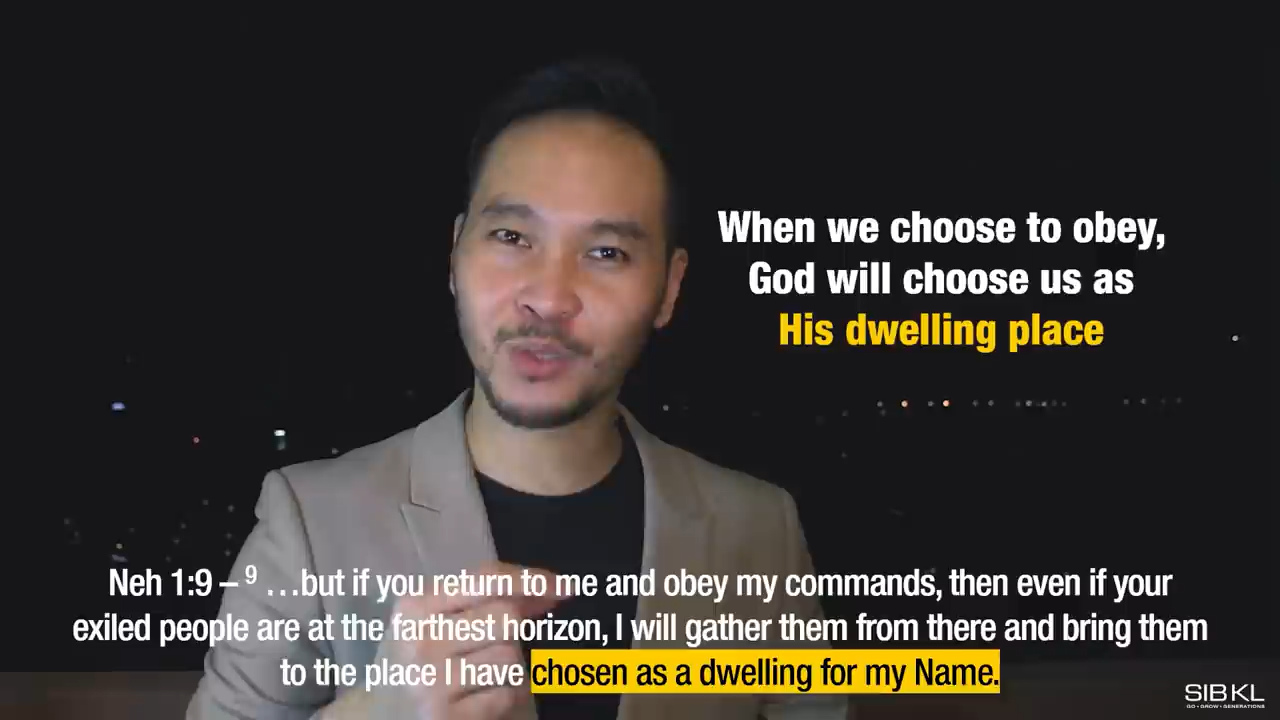 When we choose to obey,
God will choose us as
His dwelling place
Neh 1:9 – ⁹ …but if you return to me and obey my commands, then even if your
exiled people are at the farthest horizon, I will gather them from there and bring them
to the place I have chosen as a dwelling for my Name.
SIBKL
GO • GROW • GENERATIONS